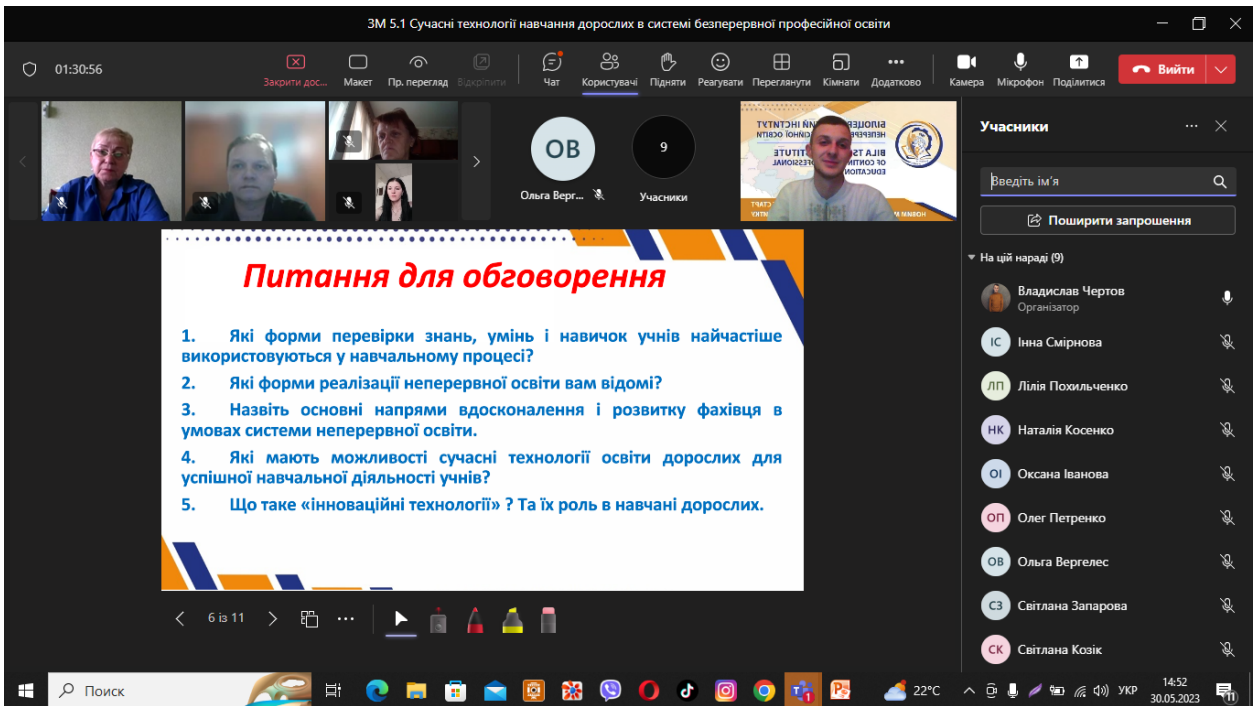 ЗМ 5.1 Сучасні технології навчання дорослих в системі безперервної професійної освіти
01:30:56
Закрити дос...
Макет
Пр. перегляд
Відкріпити
Чат
Користувачі
Підняти
Реагувати
Переглянути
Кімнати
Додатково
Камера
Мікрофон
Поділитися
Вийти
ОВ
Ольга Верг...
9
Учасники
Учасники
Введіть ім’я
Поширити запрошення
На цій нараді (9)
Владислав Чертов
Організатор
ІС Інна Смірнова
ЛП Лілія Похильченко
НК Наталія Косенко
ОІ Оксана Іванова
ОП Олег Петренко
ОВ Ольга Вергелес
СЗ Світлана Запарова
СК Світлана Козік
Питання для обговорення
1. Які форми перевірки знань, умінь і навичок учнів найчастіше
використовуються у навчальному процесі?
2. Які форми реалізації неперервної освіти вам відомі?
3. Назвіть основні напрями вдосконалення і розвитку фахівця в
умовах системи неперервної освіти.
4. Які мають можливості сучасні технології освіти дорослих для
успішної навчальної діяльності учнів?
5. Що таке «інноваційні технології» ? Та їх роль в навчані дорослих.
6 із 11
Поиск
22°C
УКР
14:52
30.05.2023
11